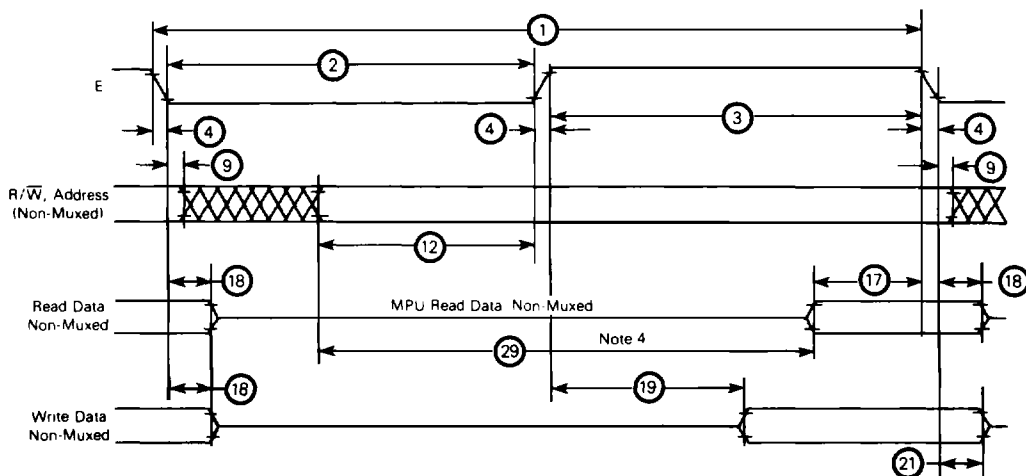 1
2
E
3
4
4
4
9
9
R/W̅, Address
(Non-Muxed)
12
18
17
18
Read Data
Non-Muxed
MPU Read Data Non-Muxed
Note 4
29
18
19
Write Data
Non-Muxed
21